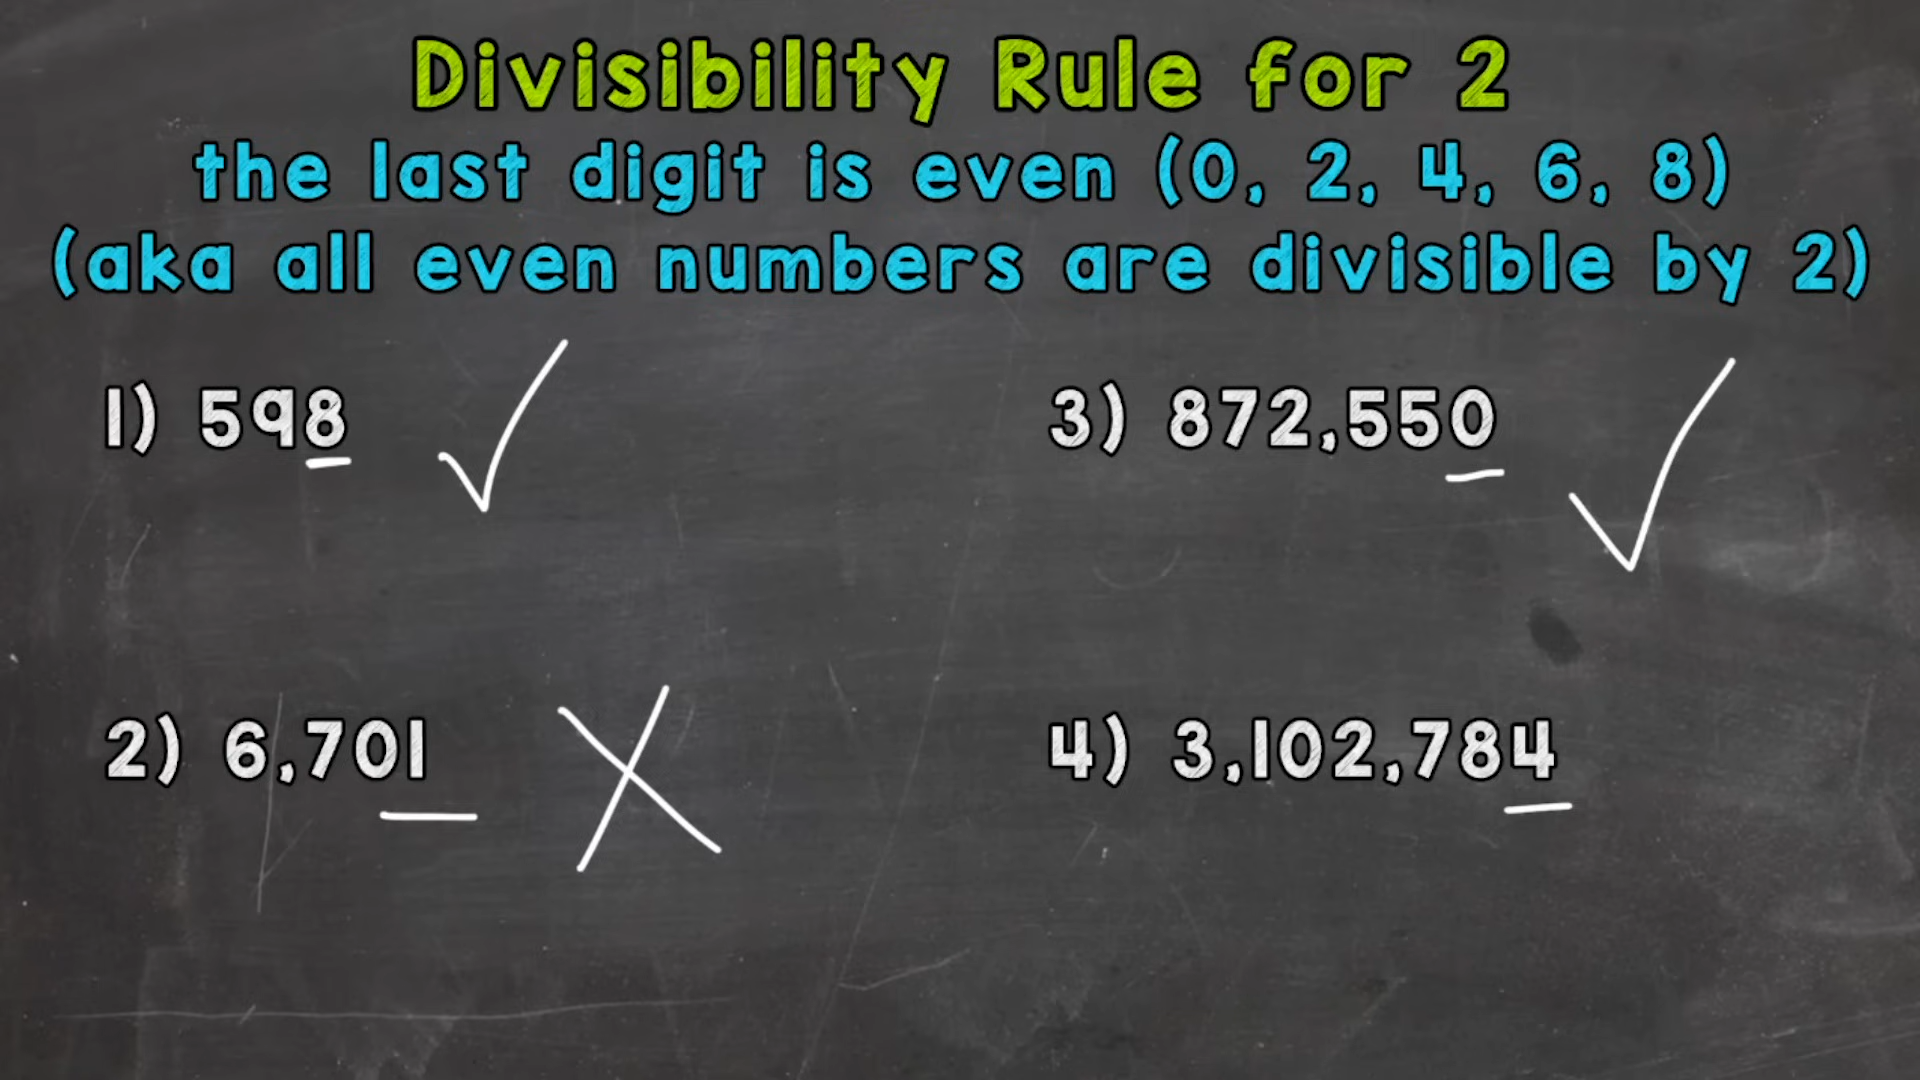 Divisibility Rule for 2
the last digit is even (0, 2, 4, 6, 8)
(aka all even numbers are divisible by 2)
1) 598
3) 872,550
2) 6,701
4) 3,102,784